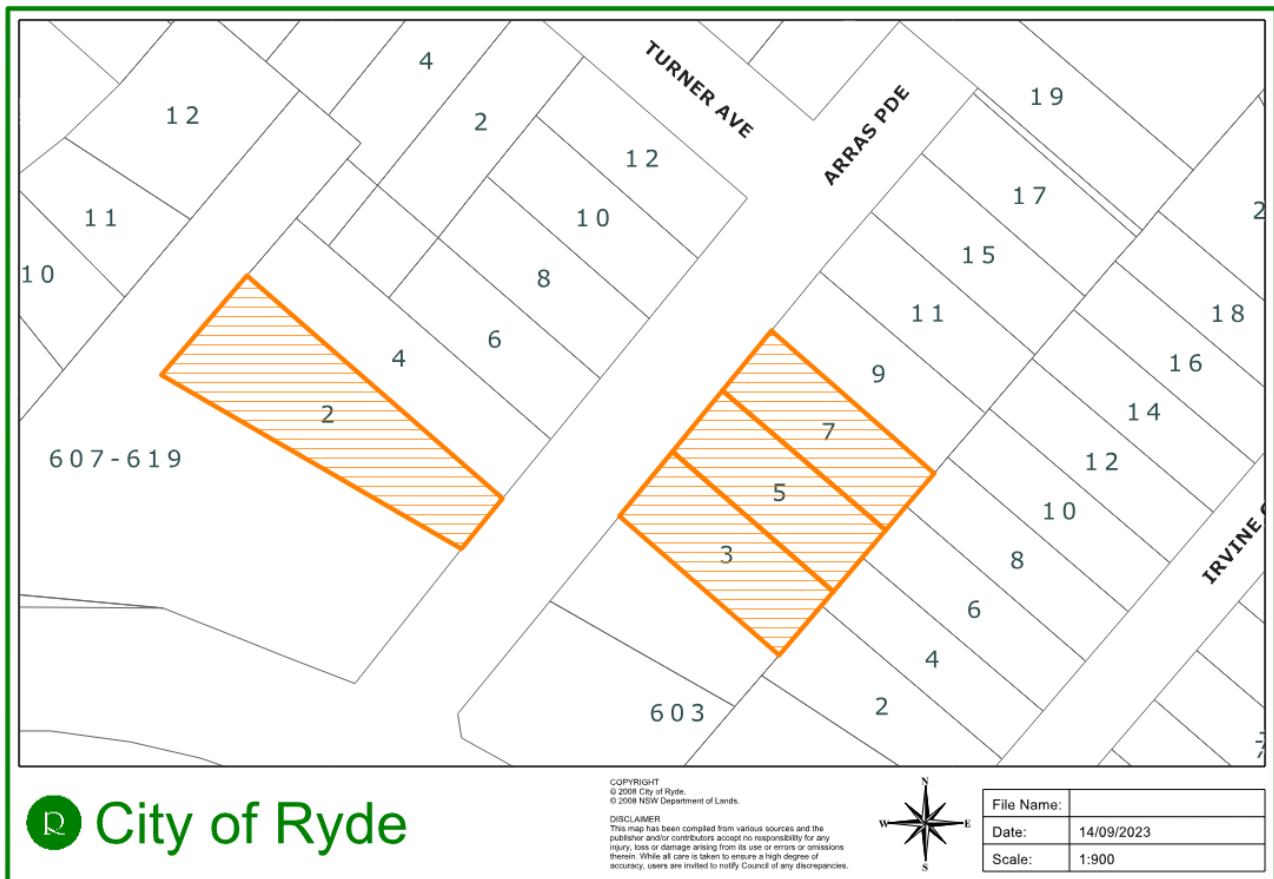 TURNER AVE
ARRAS PDE
4
19
12
2
12
17
2
11
10
15
10
8
11
18
6
4
9
16
2
7
14
607-619
12
5
10
3
8
IRVINE
6
4
603
2
7
R
City of Ryde
COPYRIGHT
© 2008 City of Ryde.
© 2008 NSW Department of Lands.
DISCLAIMER
This map has been compiled from various sources and the
publisher and/or contributors accept no responsibility for any
injury, loss or damage arising from its use or errors or omissions
therein. While all care is taken to ensure a high degree of
accuracy, users are invited to notify Council of any discrepancies.
N
W
E
S
File Name:
Date: 14/09/2023
Scale: 1:900